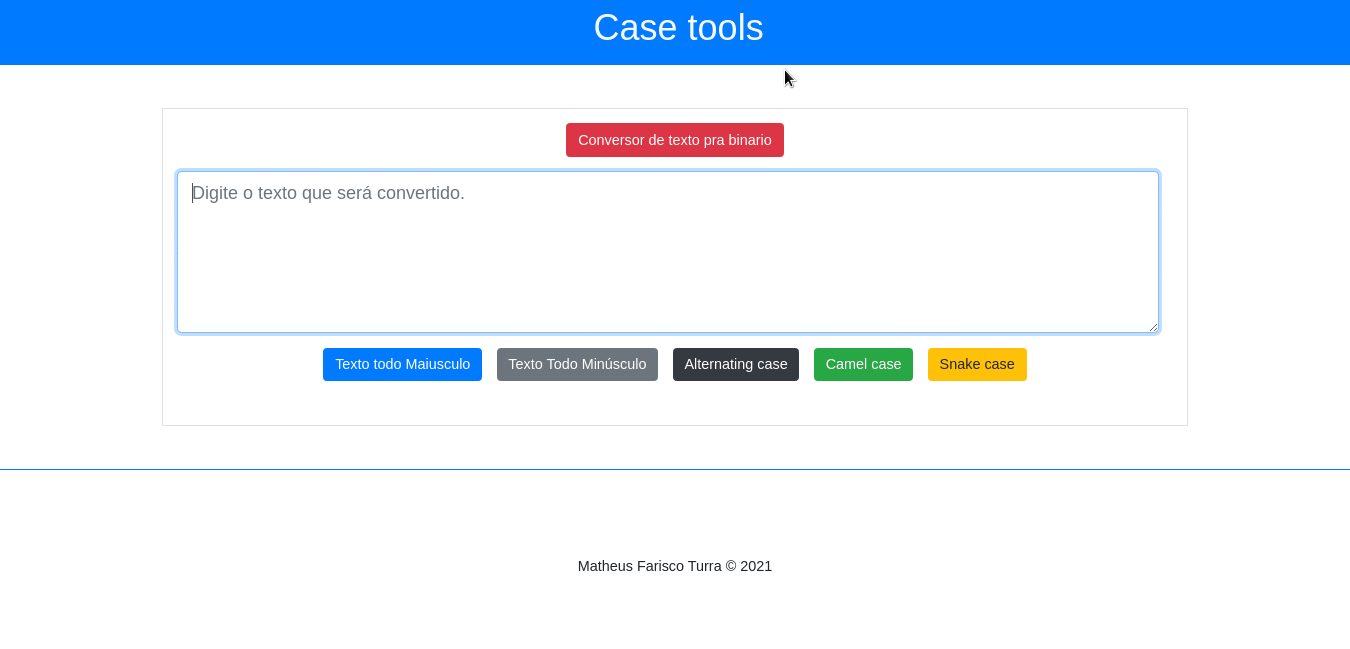 Case tools
Conversor de texto pra binario
Digite o texto que será convertido.
Texto todo Maiusculo Texto Todo Minúsculo Alternating case Camel case Snake case
Matheus Farisco Turra © 2021